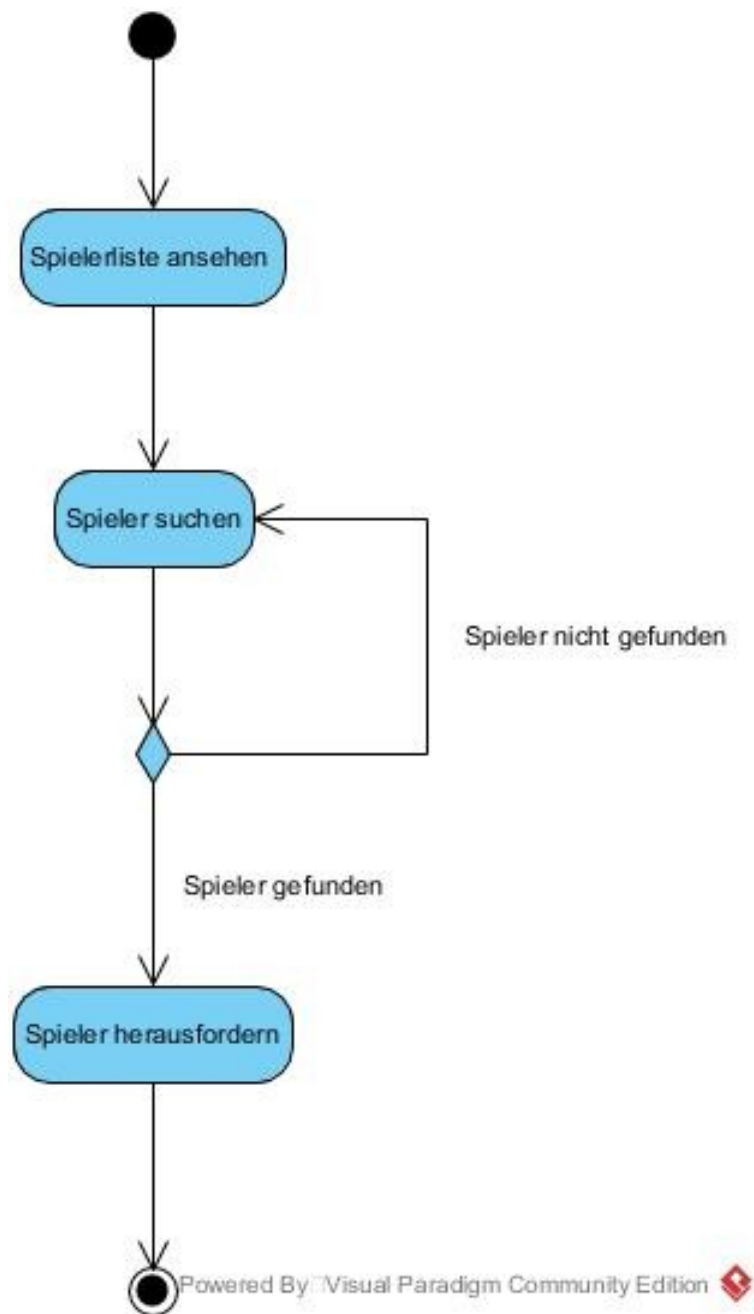 Spielerliste ansehen
Spieler suchen
Spieler nicht gefunden
Spieler gefunden
Spieler herausfordern
Powered By Visual Paradigm Community Edition